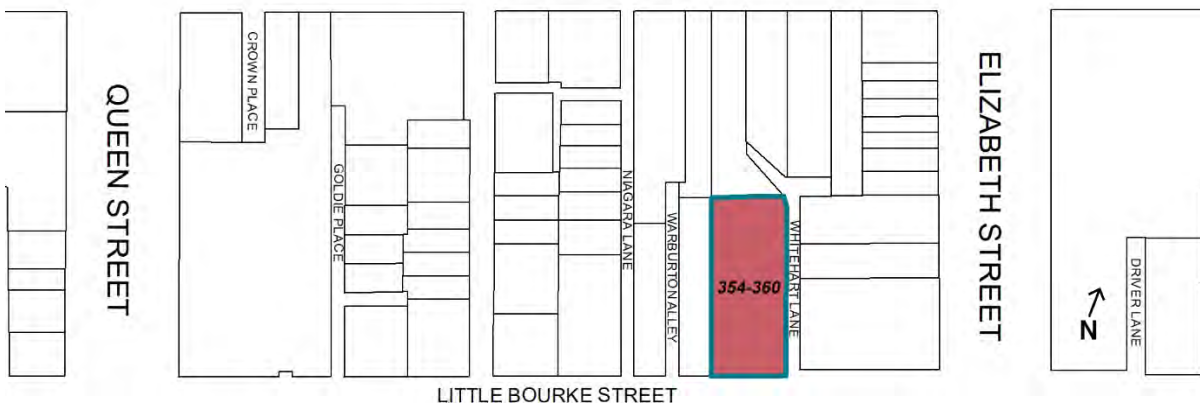 QUEEN STREET
CROWN PLACE
GOLDIE PLACE
NIAGARA LANE
WARBURTON ALLEY
354-360
WHITEHART LANE
ELIZABETH STREET
N
DRIVER LANE
LITTLE BOURKE STREET